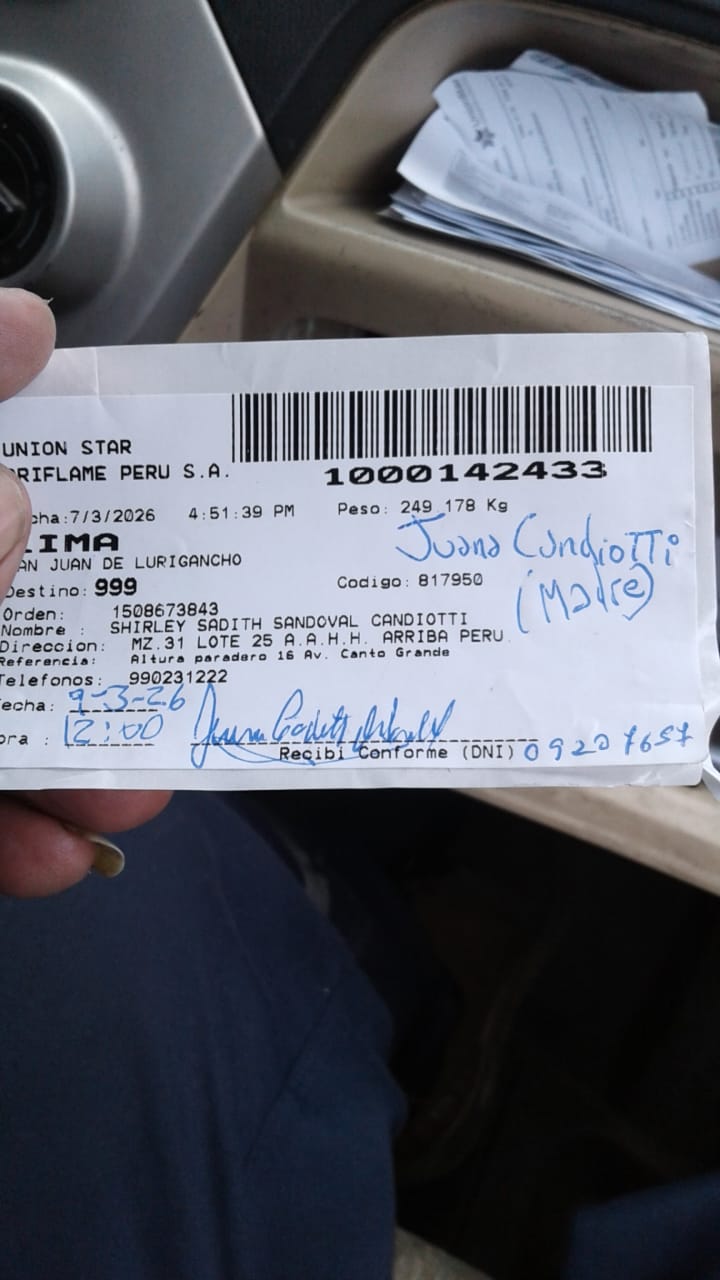 UNION STAR
ORIFLAME PERU S.A.
1000142433
cha:7/3/2026 4:51:39 PM Peso: 249,178 Kg
LIMA
AN JUAN DE LURIGANCHO
Juana Candiotti
(Madre)
Destino: 999 Codigo: 817950
Orden: 1508673843
Nombre : SHIRLEY SADITH SANDOVAL CANDIOTTI
Direccion: MZ.31 LOTE 25 A.A.H.H. ARRIBA PERU
Referencia: Altura paradero 16 Av. Canto Grande
Telefonos: 990231222
echa: 9-3-26
ora : 12:00
Recibi Conforme (DNI) 09207657